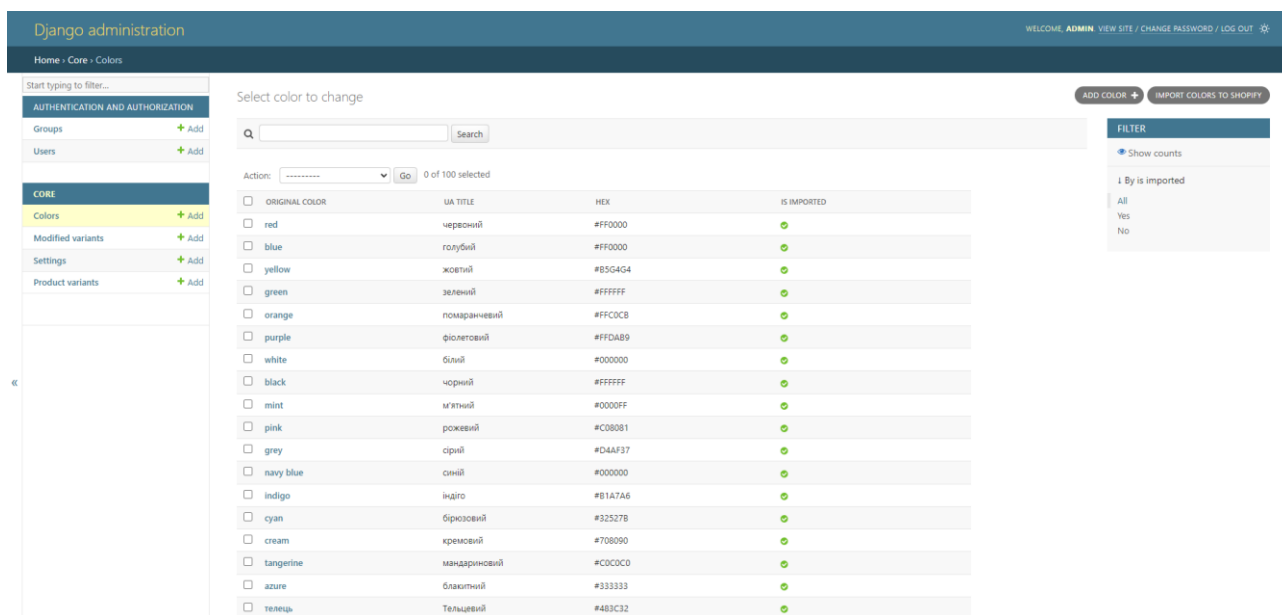 Django administration
WELCOME, ADMIN. VIEW SITE / CHANGE PASSWORD / LOG OUT
Home › Core › Colors
Start typing to filter...
AUTHENTICATION AND AUTHORIZATION
Groups + Add
Users + Add
CORE
Colors + Add
Modified variants + Add
Settings + Add
Product variants + Add
«
Select color to change
ADD COLOR +
IMPORT COLORS TO SHOPIFY
Search
Action: --------- Go 0 of 100 selected
ORIGINAL COLOR UA TITLE HEX IS IMPORTED
red червоний #FF0000
blue голубий #FF0000
yellow жовтий #B5G4G4
green зелений #FFFFFF
orange помаранчевий #FFC0CB
purple фіолетовий #FFDAB9
white білий #000000
black чорний #FFFFFF
mint м'ятний #0000FF
pink рожевий #C08081
grey сірий #D4AF37
navy blue синій #000000
indigo індіго #B1A7A6
cyan бірюзовий #32527B
cream кремовий #708090
tangerine мандариновий #C0C0C0
azure блакитний #333333
телець Тельцевий #483C32
FILTER
Show counts
↓ By is imported
All
Yes
No